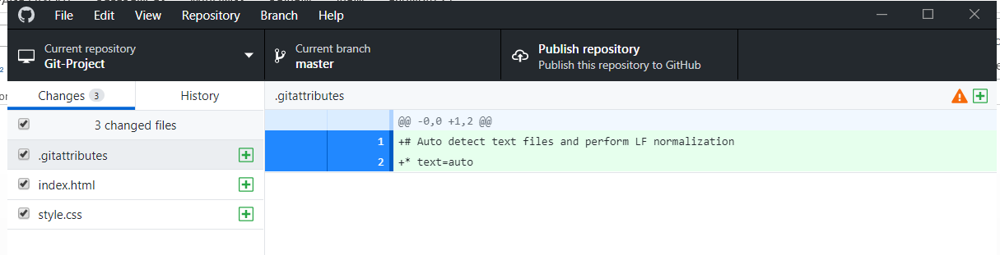 File Edit View Repository Branch Help
Current repository
Git-Project
Current branch
master
Publish repository
Publish this repository to GitHub
Changes 3
History
.gitattributes
3 changed files
.gitattributes
index.html
style.css
@@ -0,0 +1,2 @@
1 +# Auto detect text files and perform LF normalization
2 +* text=auto